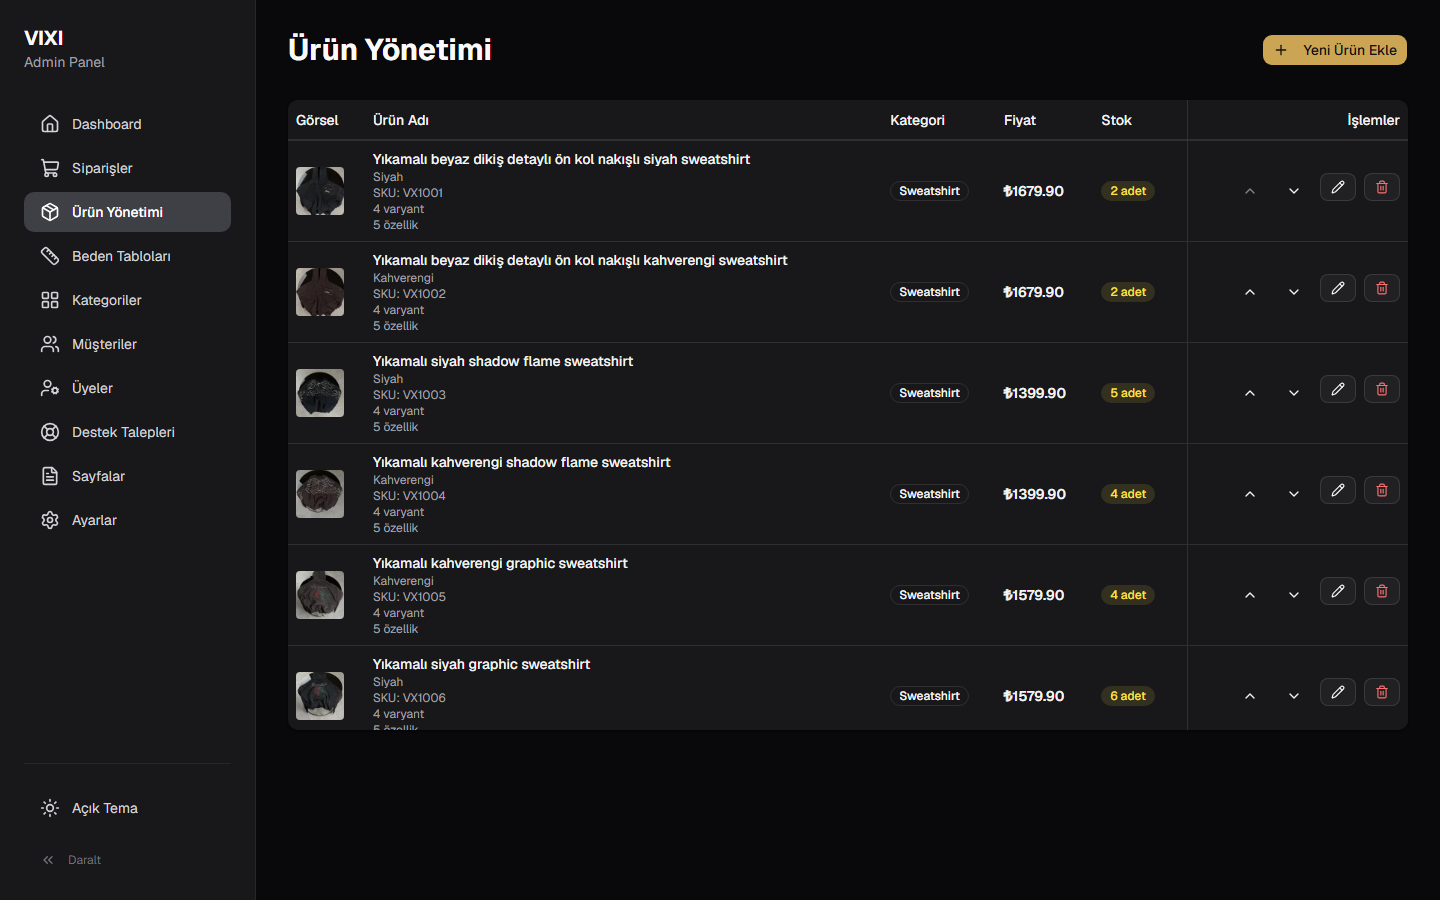 VIXI
Admin Panel
Dashboard
Siparişler
Ürün Yönetimi
Beden Tabloları
Kategoriler
Müşteriler
Üyeler
Destek Talepleri
Sayfalar
Ayarlar
Açık Tema
Daralt
Ürün Yönetimi
Yeni Ürün Ekle
Görsel Ürün Adı Kategori Fiyat Stok İşlemler
Yıkamalı beyaz dikiş detaylı ön kol nakışlı siyah sweatshirt
Siyah
SKU: VX1001
4 varyant
5 özellik
Sweatshirt ₺1679.90 2 adet
Yıkamalı beyaz dikiş detaylı ön kol nakışlı kahverengi sweatshirt
Kahverengi
SKU: VX1002
4 varyant
5 özellik
Sweatshirt ₺1679.90 2 adet
Yıkamalı siyah shadow flame sweatshirt
Siyah
SKU: VX1003
4 varyant
5 özellik
Sweatshirt ₺1399.90 5 adet
Yıkamalı kahverengi shadow flame sweatshirt
Kahverengi
SKU: VX1004
4 varyant
5 özellik
Sweatshirt ₺1399.90 4 adet
Yıkamalı kahverengi graphic sweatshirt
Kahverengi
SKU: VX1005
4 varyant
5 özellik
Sweatshirt ₺1579.90 4 adet
Yıkamalı siyah graphic sweatshirt
Siyah
SKU: VX1006
4 varyant
5 özellik
Sweatshirt ₺1579.90 6 adet